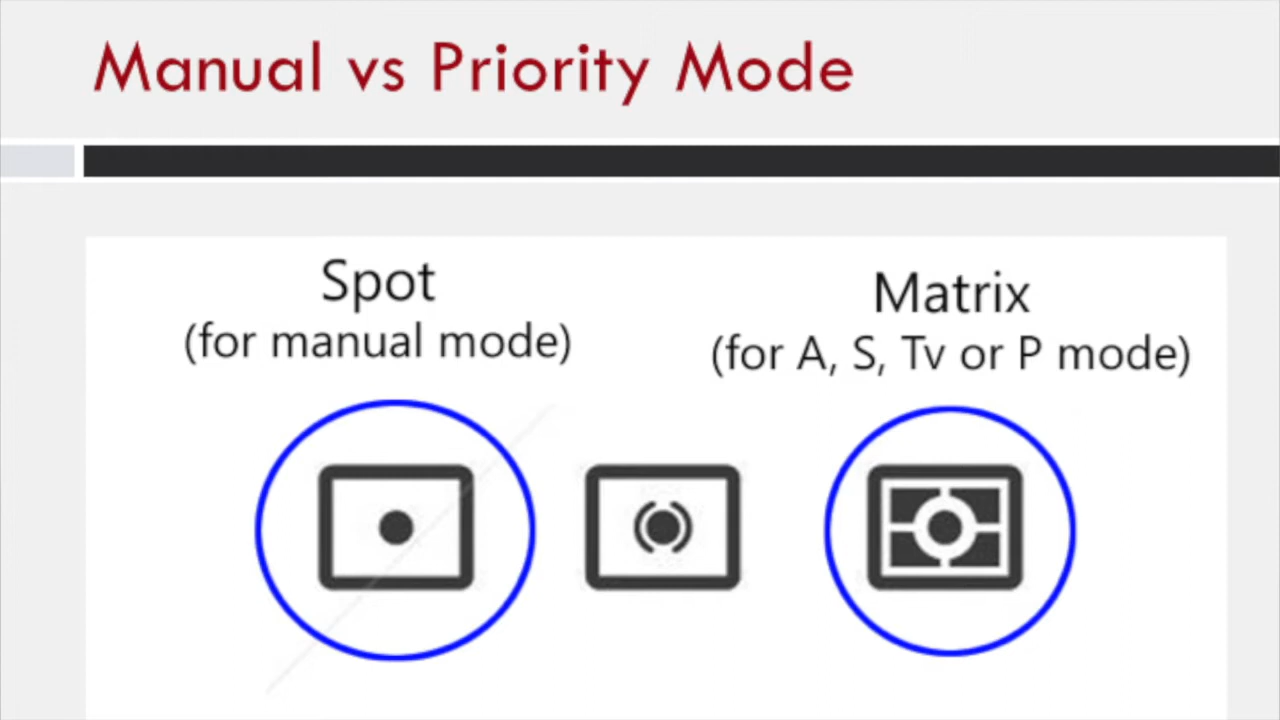 Manual vs Priority Mode
Spot
(for manual mode)
Matrix
(for A, S, Tv or P mode)